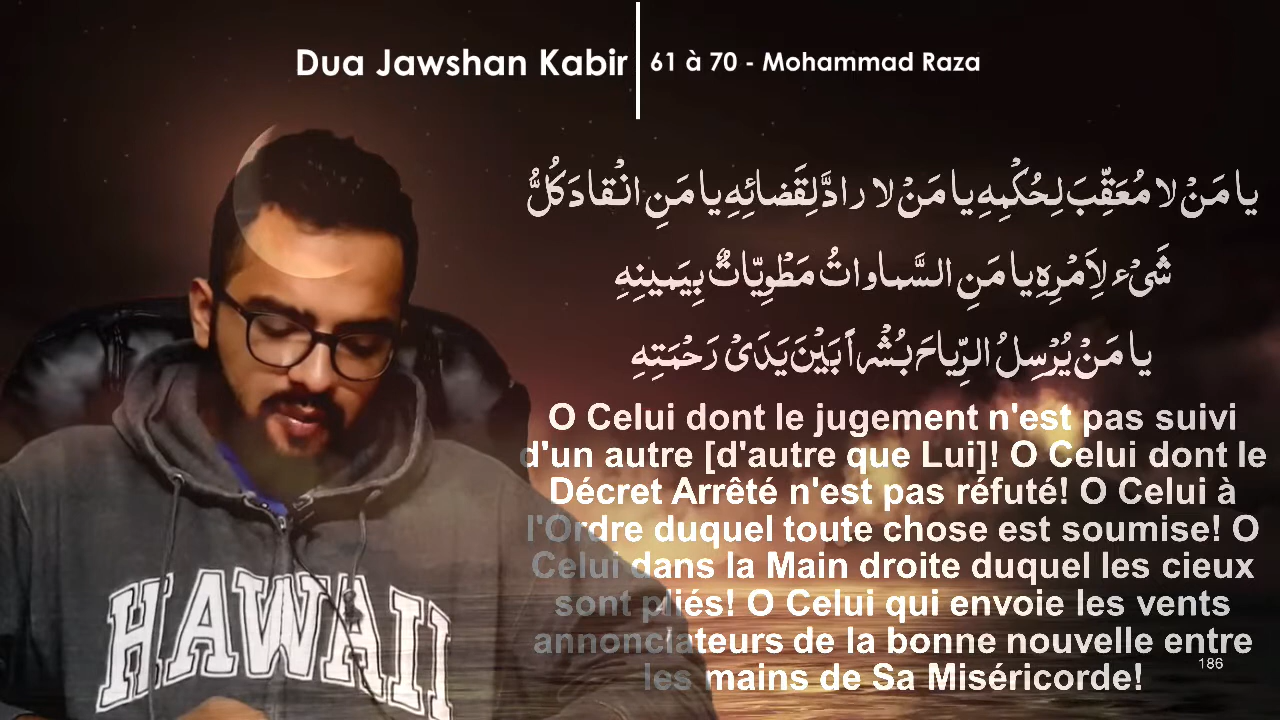 Dua Jawshan Kabir
61 à 70 - Mohammad Raza
يا مَنْ لا مُعَقِّبَ لِحُكْمِهِ يا مَنْ لا رادَّ لِقَضائِهِ يا مَنِ انْقادَ كُلُّ
شَىْء لِاَمْرِهِ يا مَنِ السَّماواتُ مَطْوِيّاتٌ بِيَمينِهِ
يا مَنْ يُرْسِلُ الرِّياحَ بُشْراً بَيْنَ يَدَىْ رَحْمَتِهِ
O Celui dont le jugement n'est pas suivi
d'un autre [d'autre que Lui]! O Celui dont le
Décret Arrêté n'est pas réfuté! O Celui à
l'Ordre duquel toute chose est soumise! O
Celui dans la Main droite duquel les cieux
sont pliés! O Celui qui envoie les vents
annonciateurs de la bonne nouvelle entre
les mains de Sa Miséricorde!
186
HAWAII